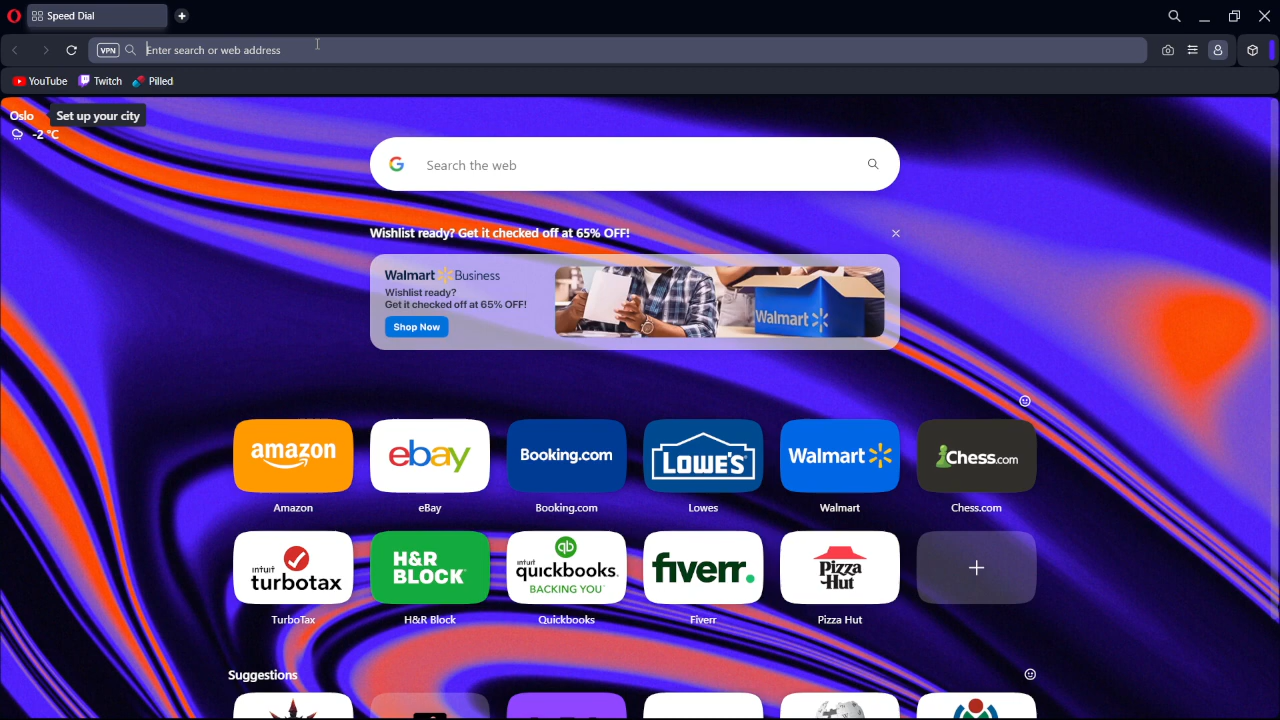 Speed Dial
VPN Enter search or web address
YouTube Twitch Pilled
Oslo Set up your city
-2 °C
Search the web
Wishlist ready? Get it checked off at 65% OFF!
Walmart Business
Wishlist ready?
Get it checked off at 65% OFF!
Shop Now
Walmart
amazon ebay Booking.com LOWE'S Walmart Chess.com
Amazon eBay Booking.com Lowes Walmart Chess.com
intuit turbotax
H&R BLOCK
qb intuit quickbooks.
BACKING YOU
fiverr.
Pizza Hut
TurboTax H&R Block Quickbooks Fiverr Pizza Hut
Suggestions